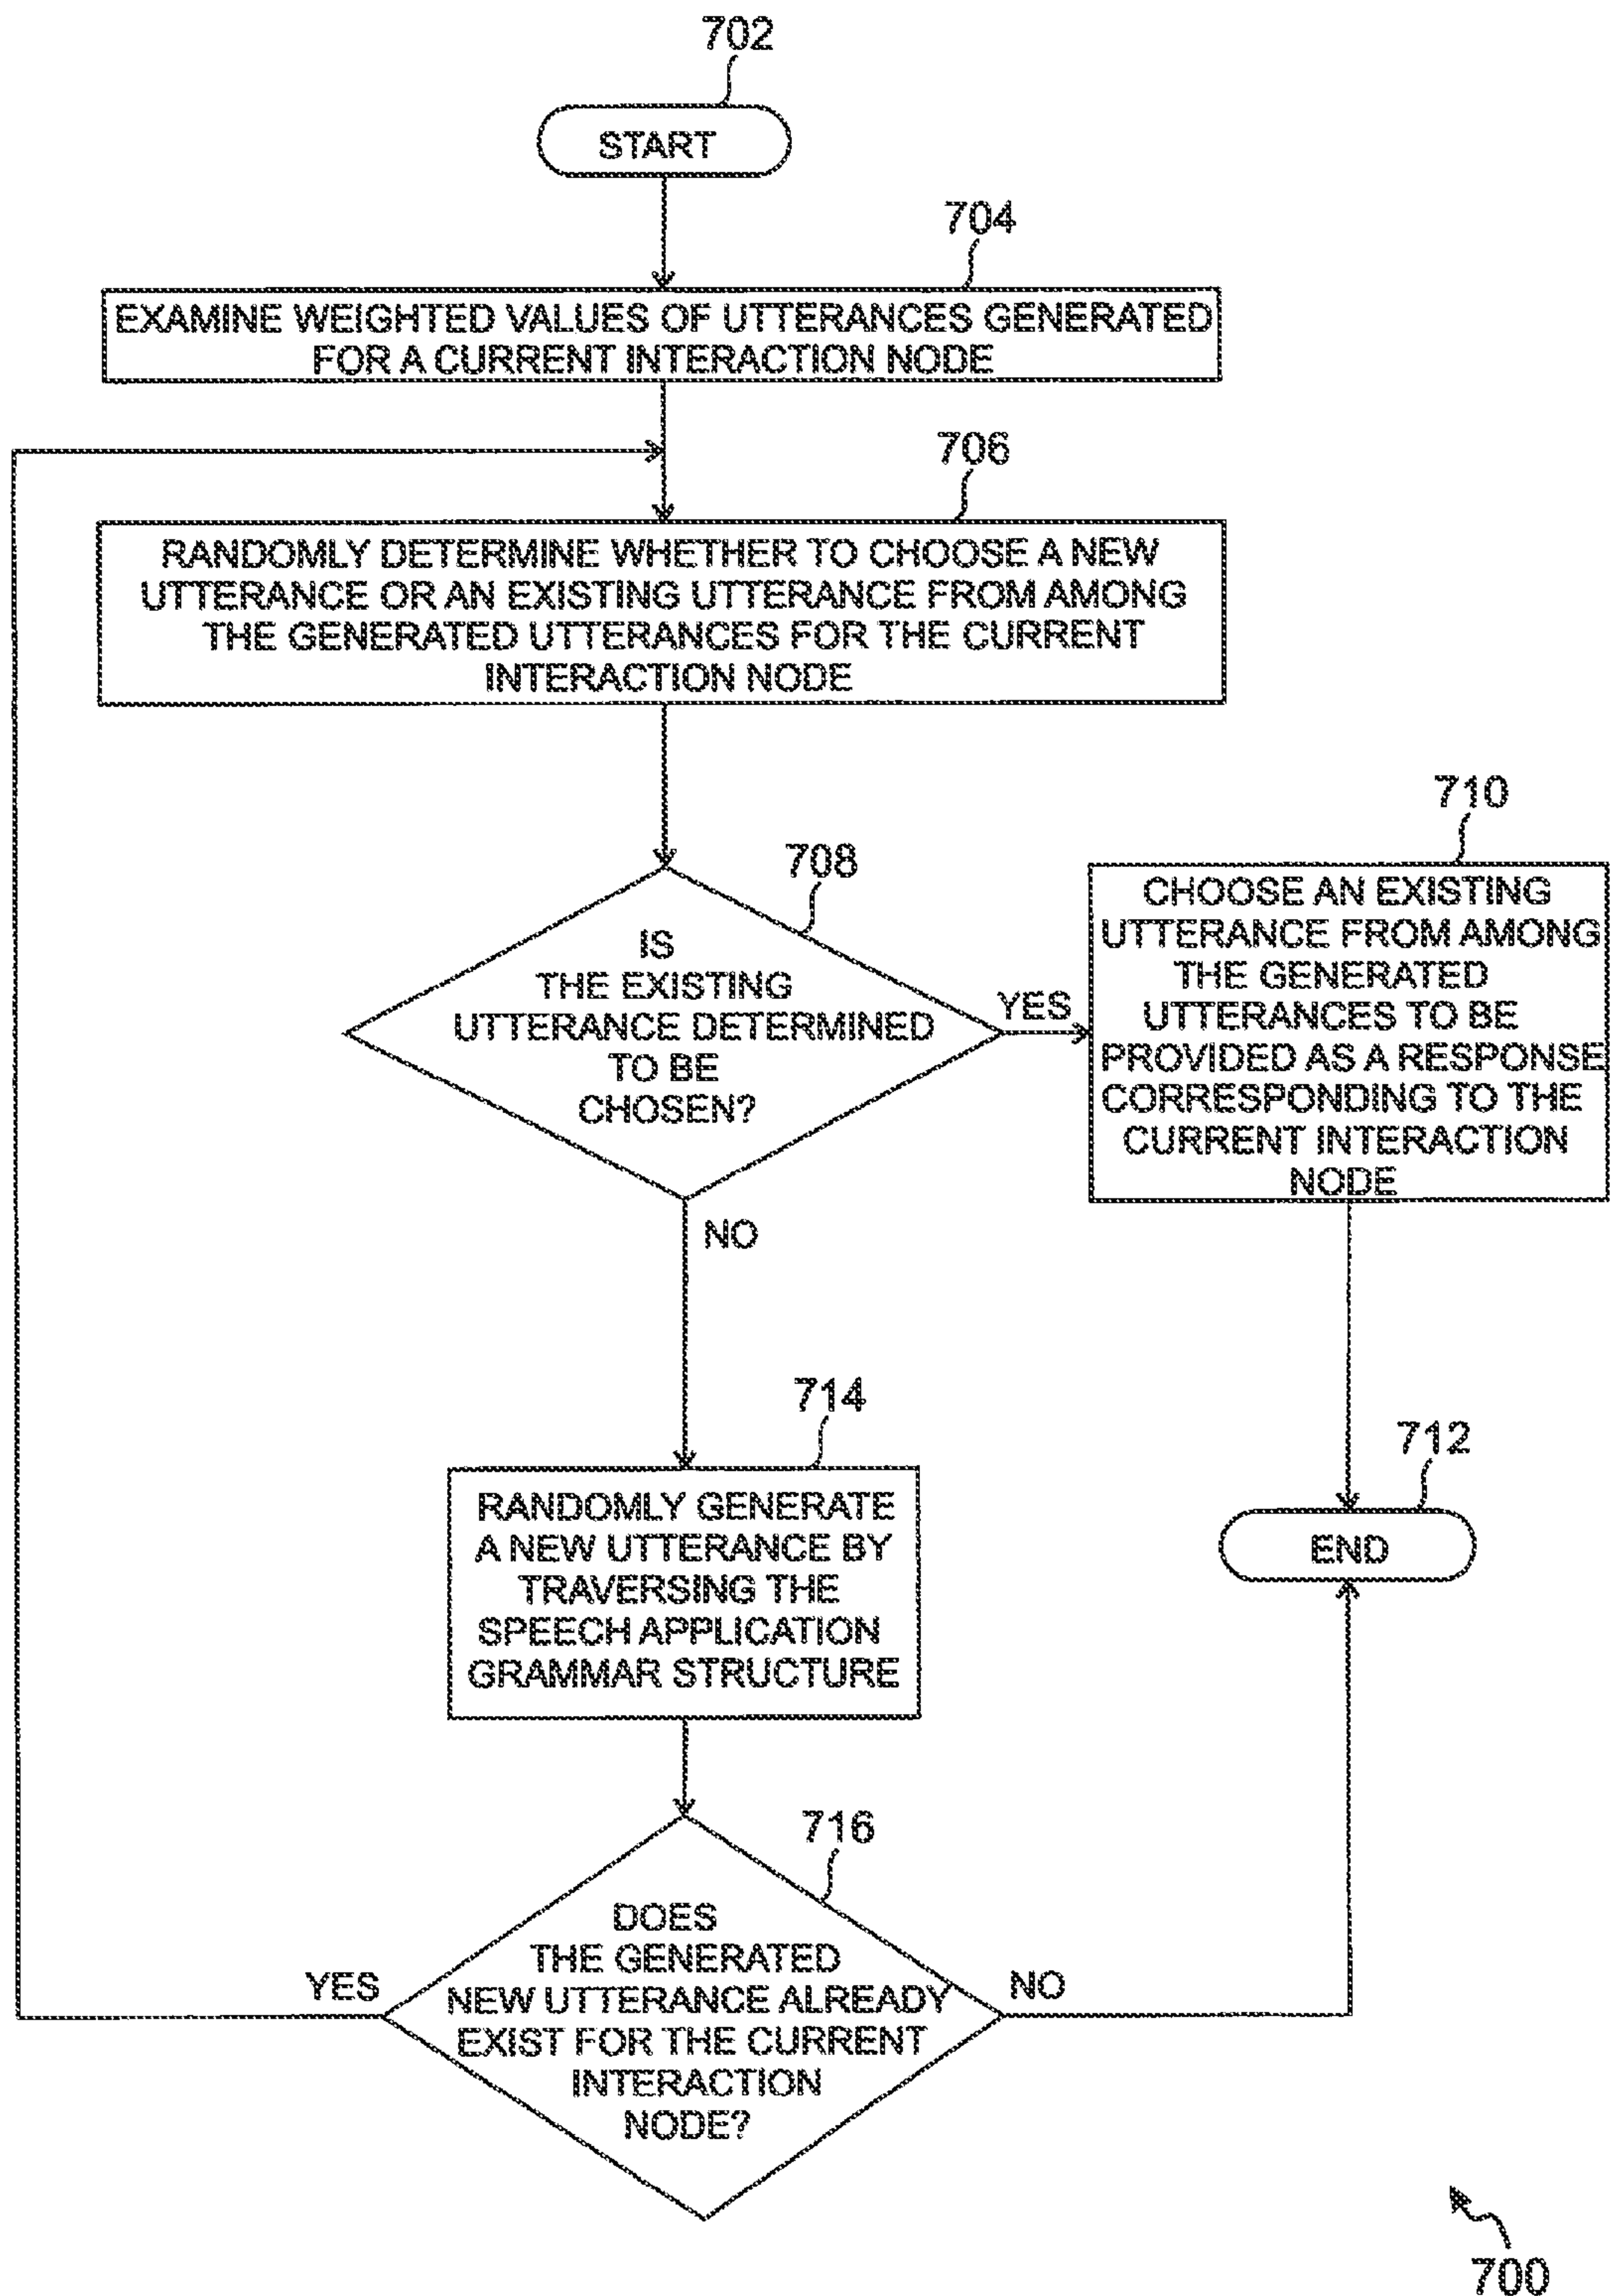 702
START
704
EXAMINE WEIGHTED VALUES OF UTTERANCES GENERATED
FOR A CURRENT INTERACTION NODE
706
RANDOMLY DETERMINE WHETHER TO CHOOSE A NEW
UTTERANCE OR AN EXISTING UTTERANCE FROM AMONG
THE GENERATED UTTERANCES FOR THE CURRENT
INTERACTION NODE
708
IS
THE EXISTING
UTTERANCE DETERMINED
TO BE
CHOSEN?
YES
710
CHOOSE AN EXISTING
UTTERANCE FROM AMONG
THE GENERATED
UTTERANCES TO BE
PROVIDED AS A RESPONSE
CORRESPONDING TO THE
CURRENT INTERACTION
NODE
NO
712
END
714
RANDOMLY GENERATE
A NEW UTTERANCE BY
TRAVERSING THE
SPEECH APPLICATION
GRAMMAR STRUCTURE
716
DOES
THE GENERATED
NEW UTTERANCE ALREADY
EXIST FOR THE CURRENT
INTERACTION
NODE?
YES
NO
700